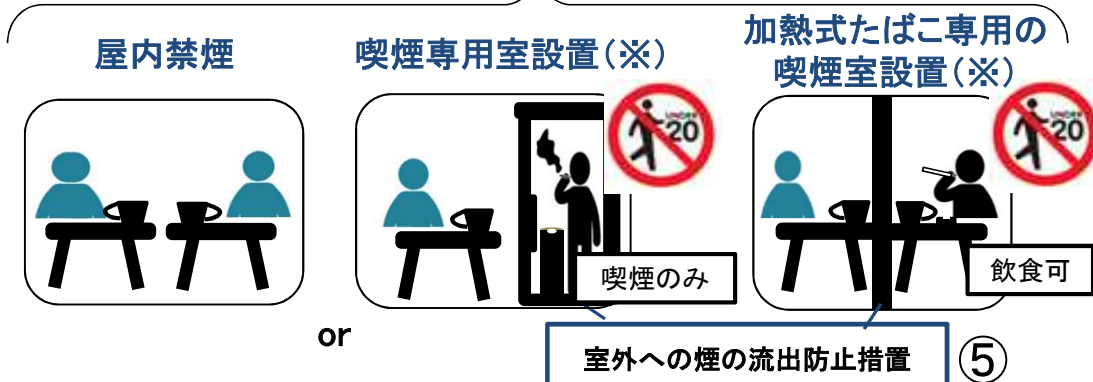 屋内禁煙
喫煙専用室設置(※)
加熱式たばこ専用の
喫煙室設置(※)
UNDER
20
UNDER
20
喫煙のみ
飲食可
or
室外への煙の流出防止措置
⑤